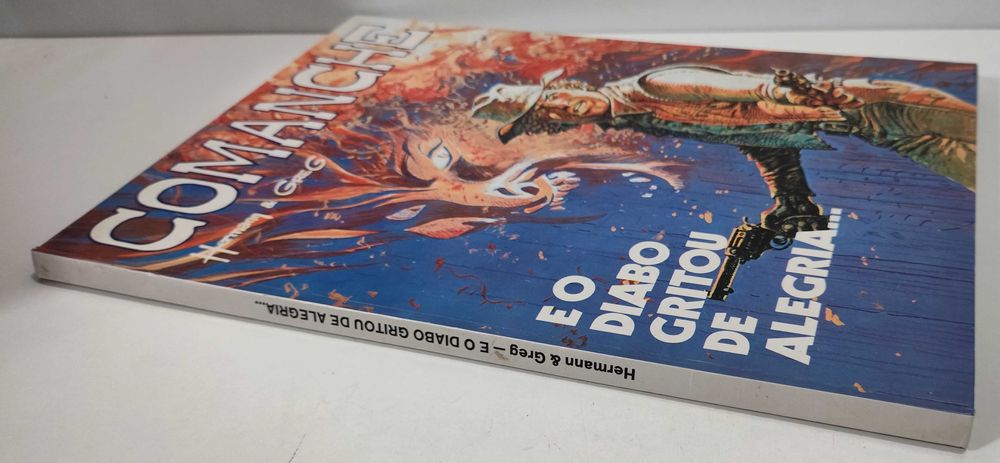 COMANCHE
Hermann & GREG
E O
DIABO
GRITOU
DE
ALEGRIA...
Hermann & Greg — E O DIABO GRITOU DE ALEGRIA...